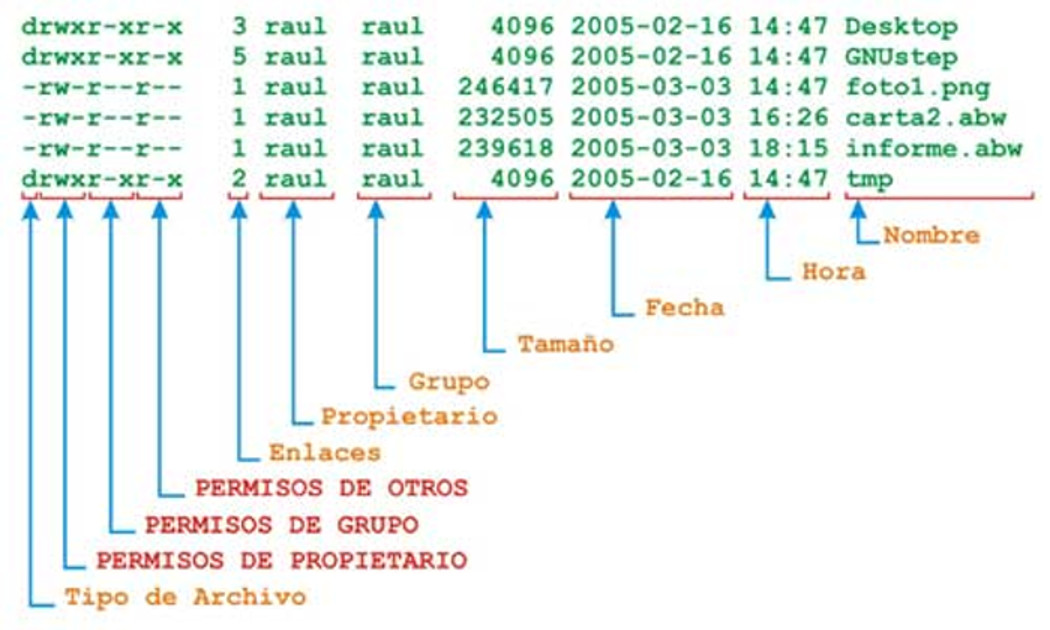 drwxr-xr-x 3 raul raul 4096 2005-02-16 14:47 Desktop
drwxr-xr-x 5 raul raul 4096 2005-02-16 14:47 GNUstep
-rw-r--r-- 1 raul raul 246417 2005-03-03 14:47 foto1.png
-rw-r--r-- 1 raul raul 232505 2005-03-03 16:26 carta2.abw
-rw-r--r-- 1 raul raul 239618 2005-03-03 18:15 informe.abw
drwxr-xr-x 2 raul raul 4096 2005-02-16 14:47 tmp
Nombre
Hora
Fecha
Tamaño
Grupo
Propietario
Enlaces
PERMISOS DE OTROS
PERMISOS DE GRUPO
PERMISOS DE PROPIETARIO
Tipo de Archivo